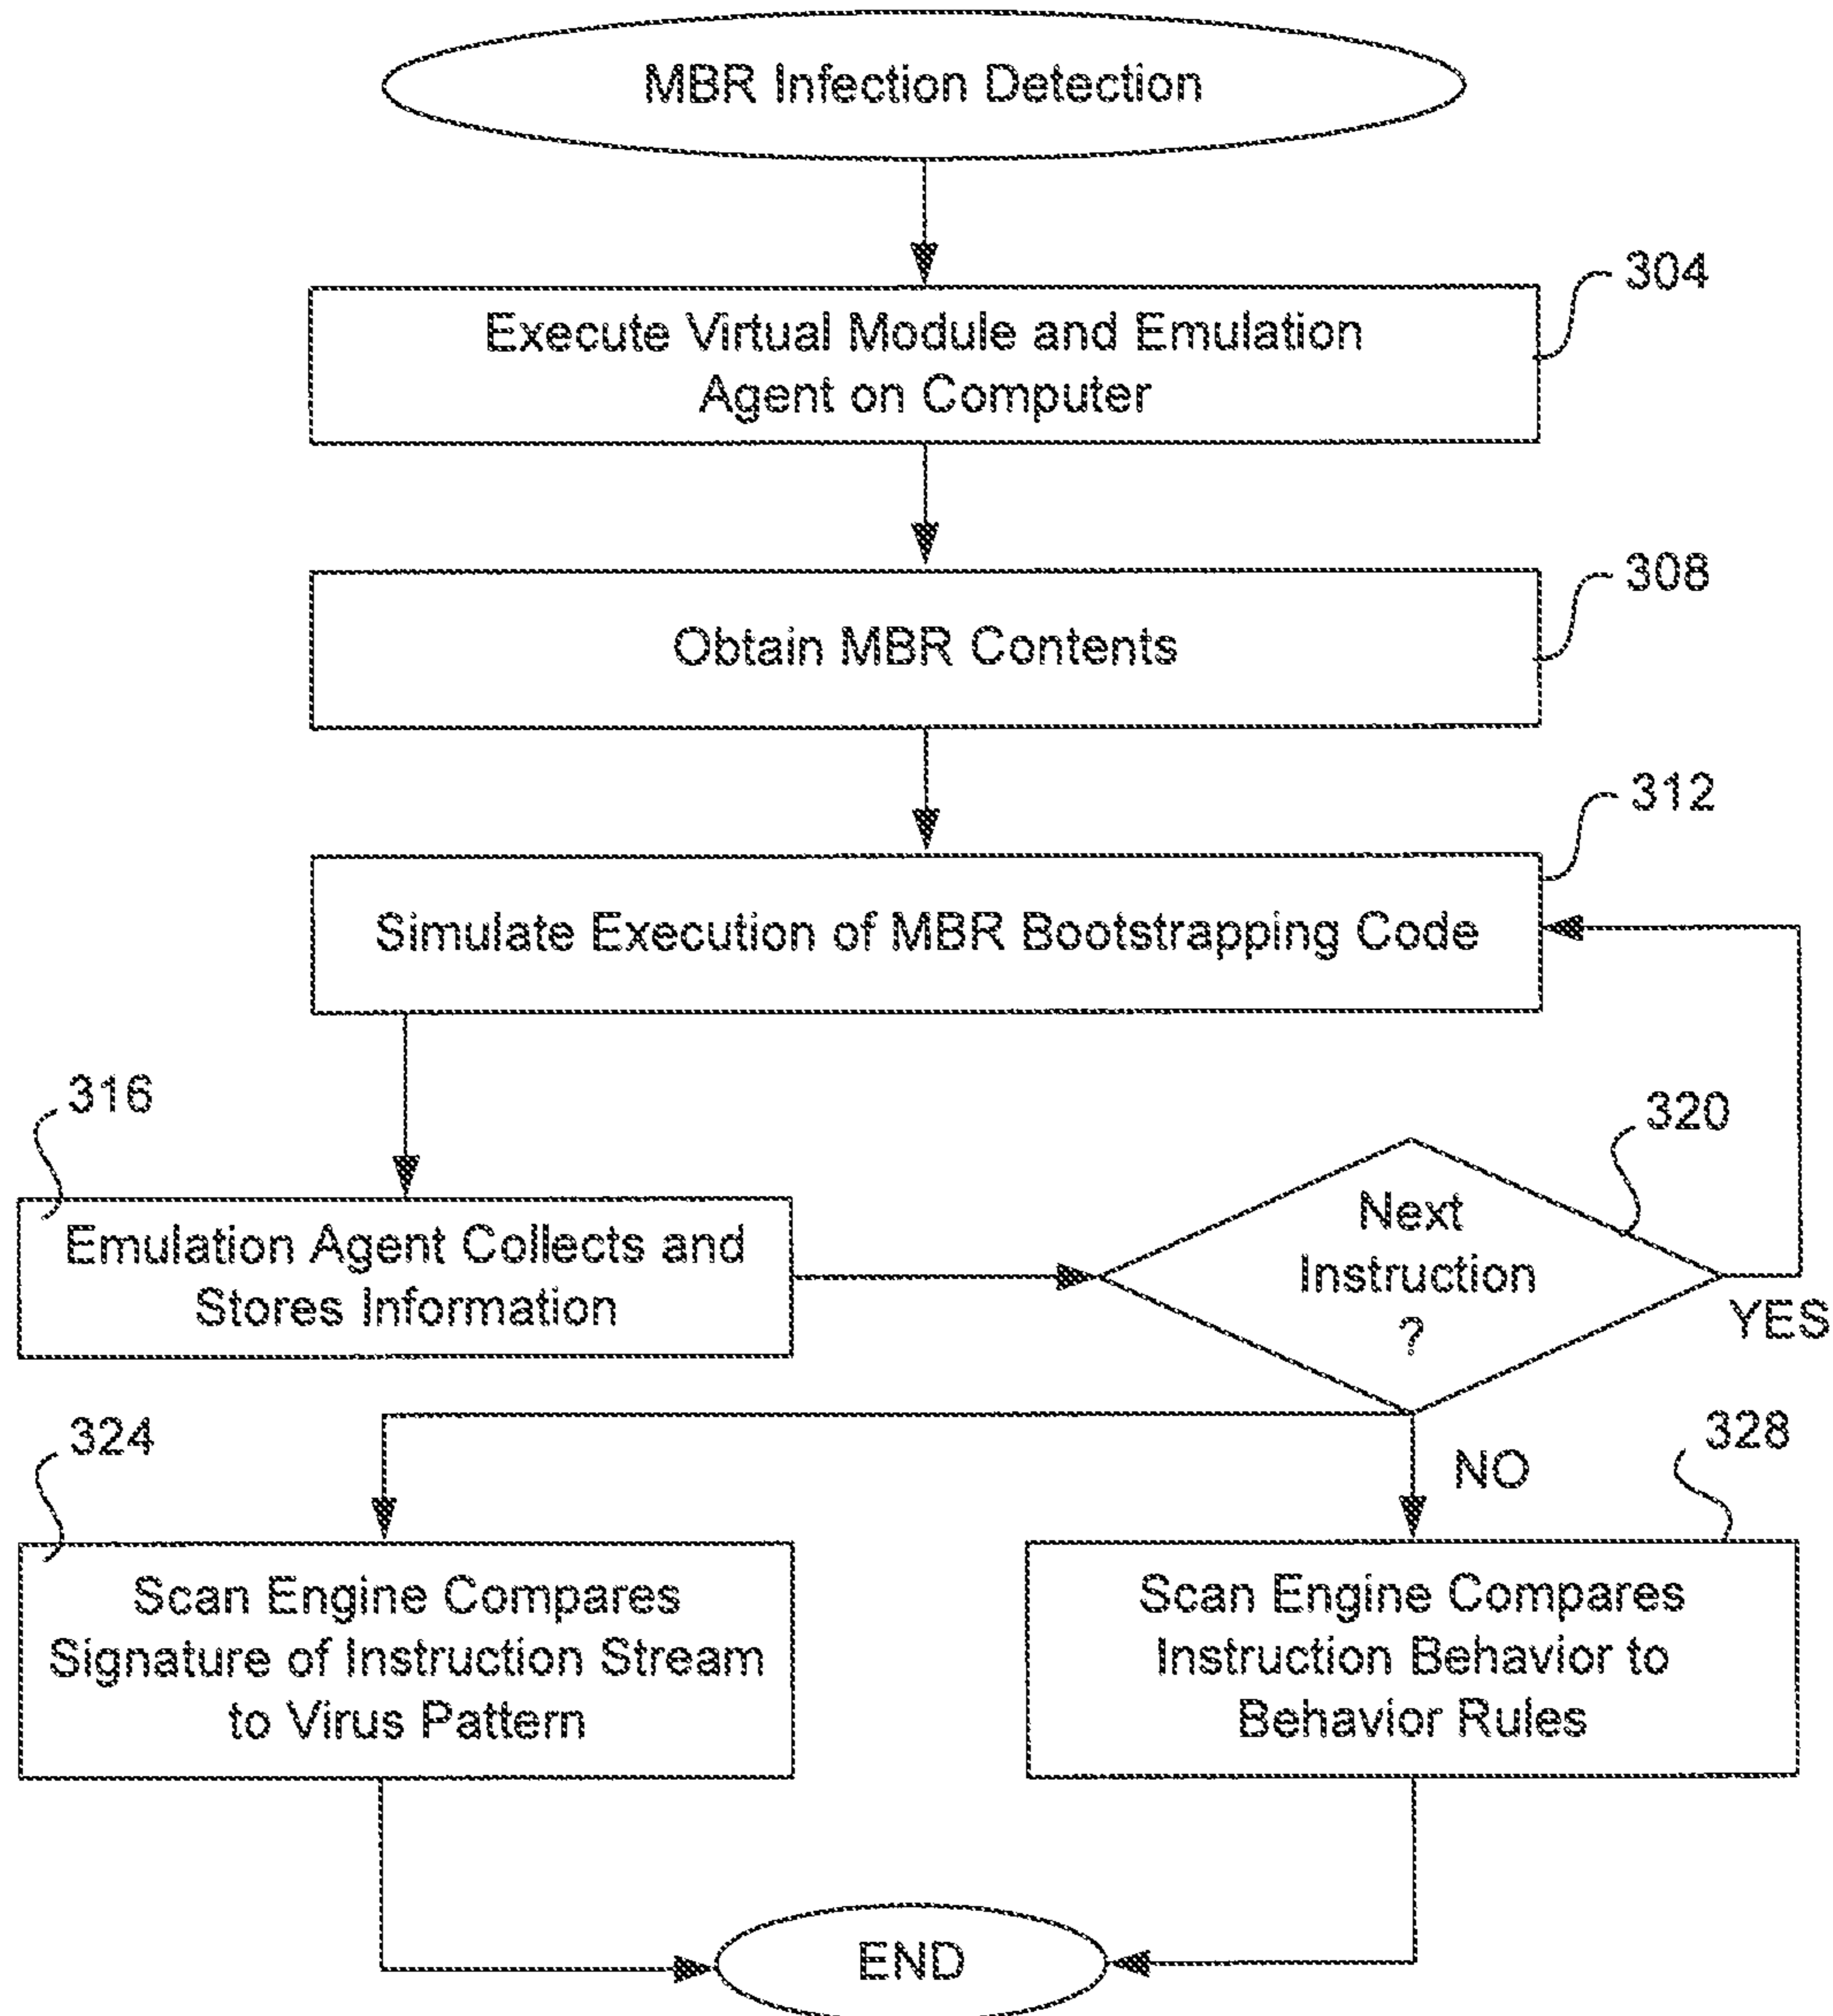 MBR Infection Detection
304
Execute Virtual Module and Emulation
Agent on Computer
308
Obtain MBR Contents
312
Simulate Execution of MBR Bootstrapping Code
316
Emulation Agent Collects and
Stores Information
320
Next
Instruction
?
YES
NO
324
Scan Engine Compares
Signature of Instruction Stream
to Virus Pattern
328
Scan Engine Compares
Instruction Behavior to
Behavior Rules
END